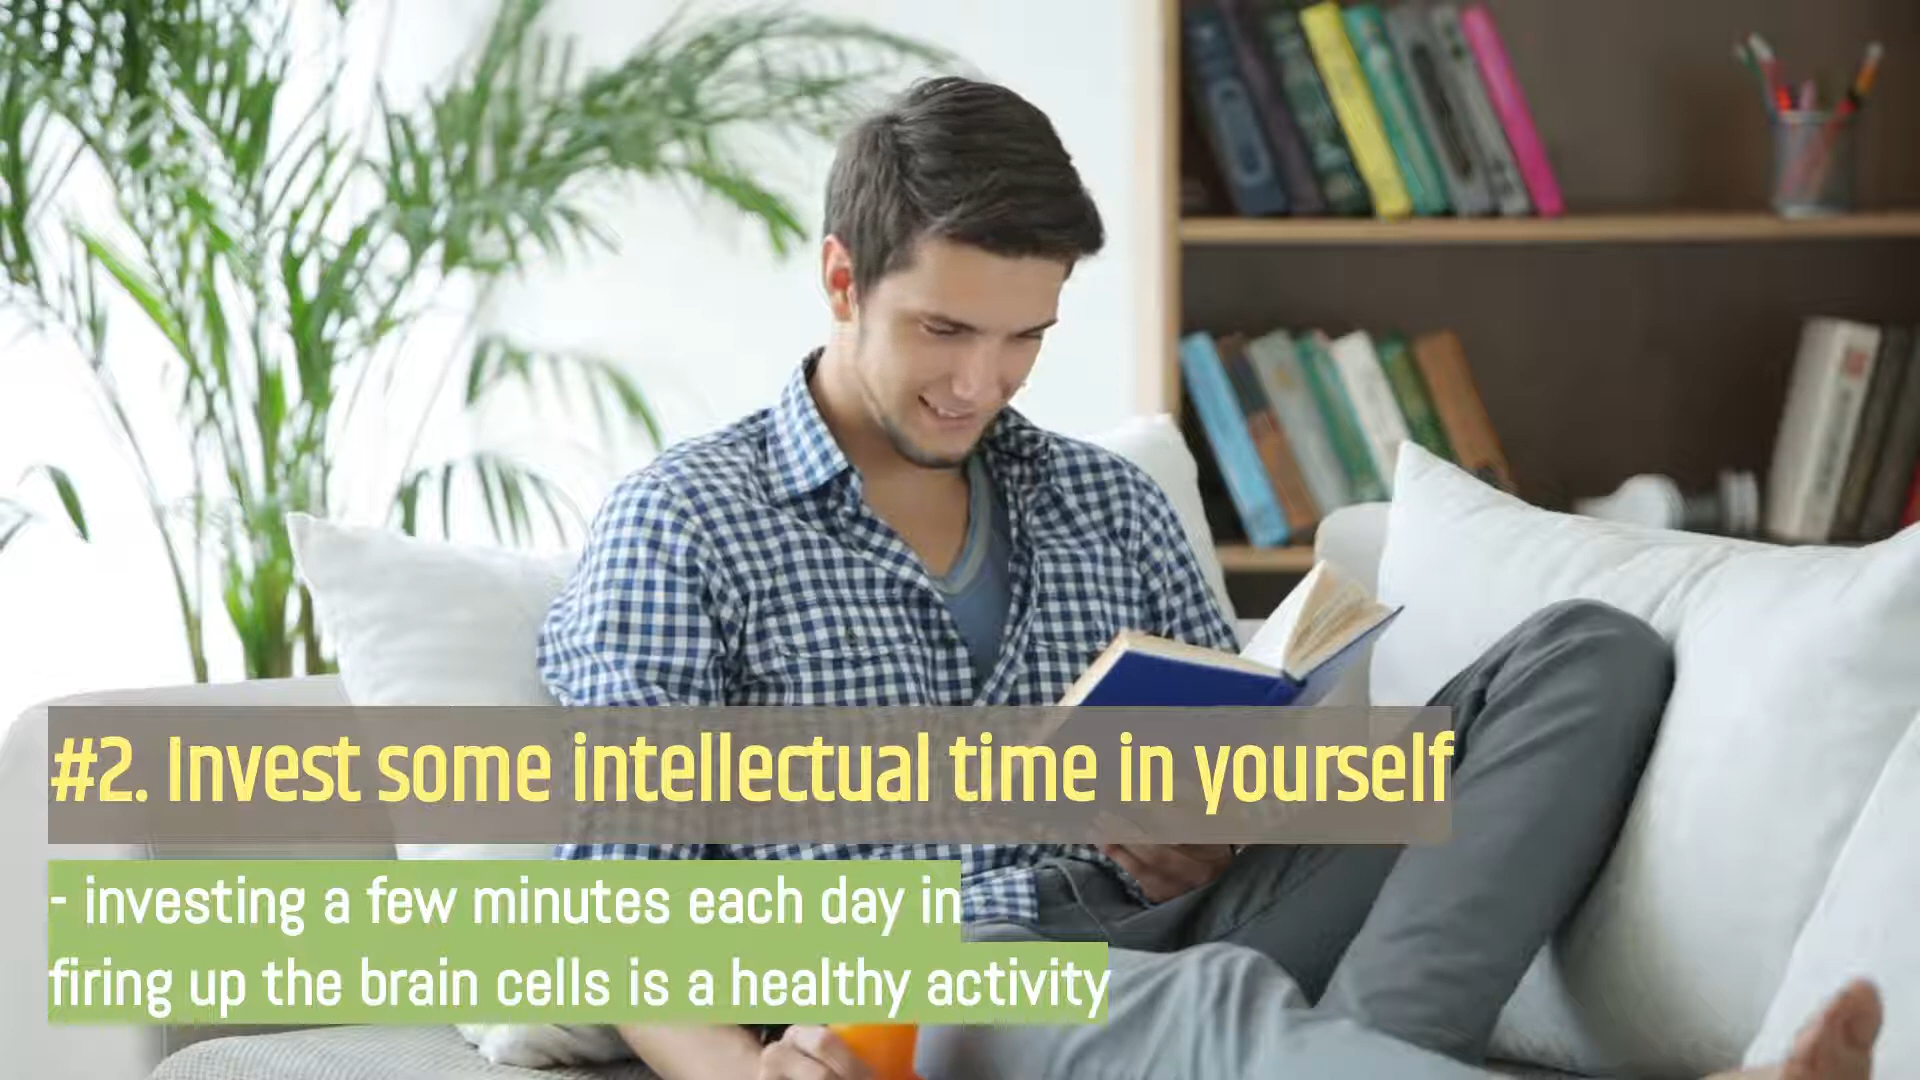 #2. Invest some intellectual time in yourself
- investing a few minutes each day in
firing up the brain cells is a healthy activity